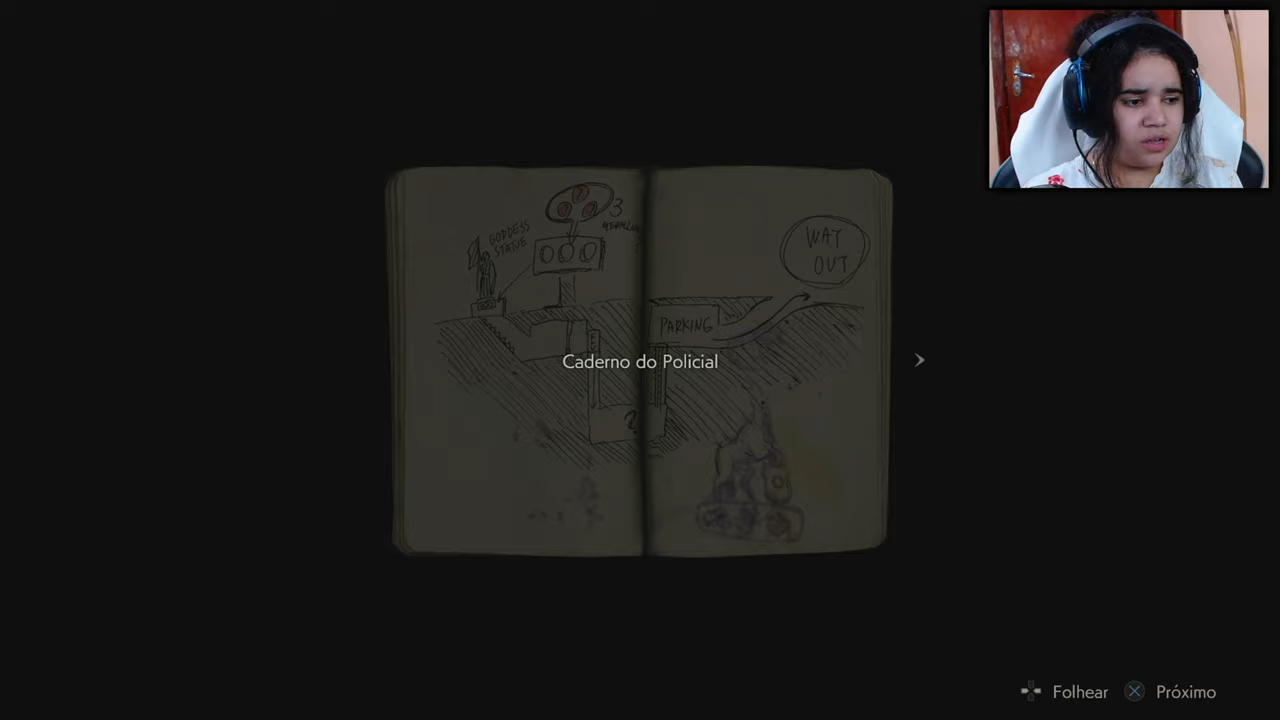 3
GODDESS
STATUE
WAY
OUT
PARKING
Caderno do Policial
?
Folhear
Próximo